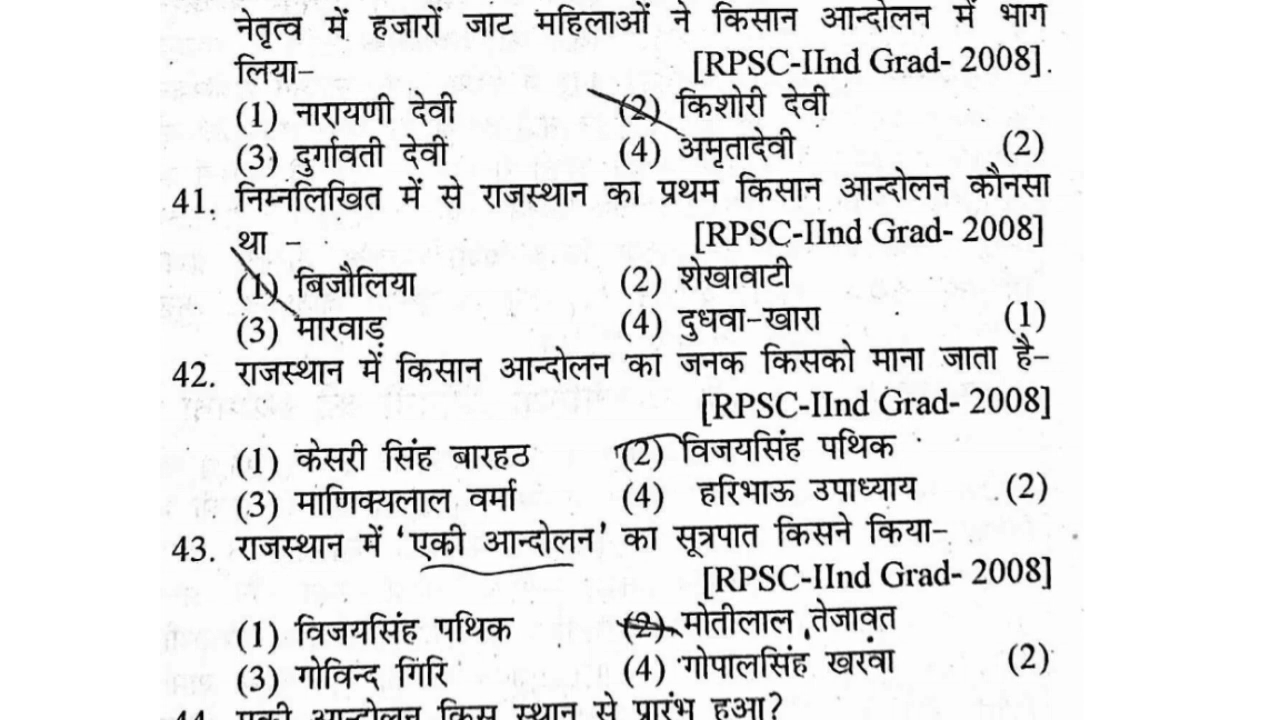 नेतृत्व में हजारों जाट महिलाओं ने किसान आन्दोलन में भाग
लिया– [RPSC-IInd Grad- 2008].
(1) नारायणी देवी (2) किशोरी देवी
(3) दुर्गावती देवी (4) अमृतादेवी (2)
41. निम्नलिखित में से राजस्थान का प्रथम किसान आन्दोलन कौनसा
था – [RPSC-IInd Grad- 2008]
(1) बिजौलिया (2) शेखावाटी
(3) मारवाड़ (4) दुधवा-खारा (1)
42. राजस्थान में किसान आन्दोलन का जनक किसको माना जाता है–
[RPSC-IInd Grad- 2008]
(1) केसरी सिंह बारहठ (2) विजयसिंह पथिक
(3) माणिक्यलाल वर्मा (4) हरिभाऊ उपाध्याय (2)
43. राजस्थान में 'एकी आन्दोलन' का सूत्रपात किसने किया–
[RPSC-IInd Grad- 2008]
(1) विजयसिंह पथिक (2) मोतीलाल तेजावत
(3) गोविन्द गिरि (4) गोपालसिंह खरवा (2)
44. एकी आन्दोलन किस स्थान से प्रारंभ हुआ?